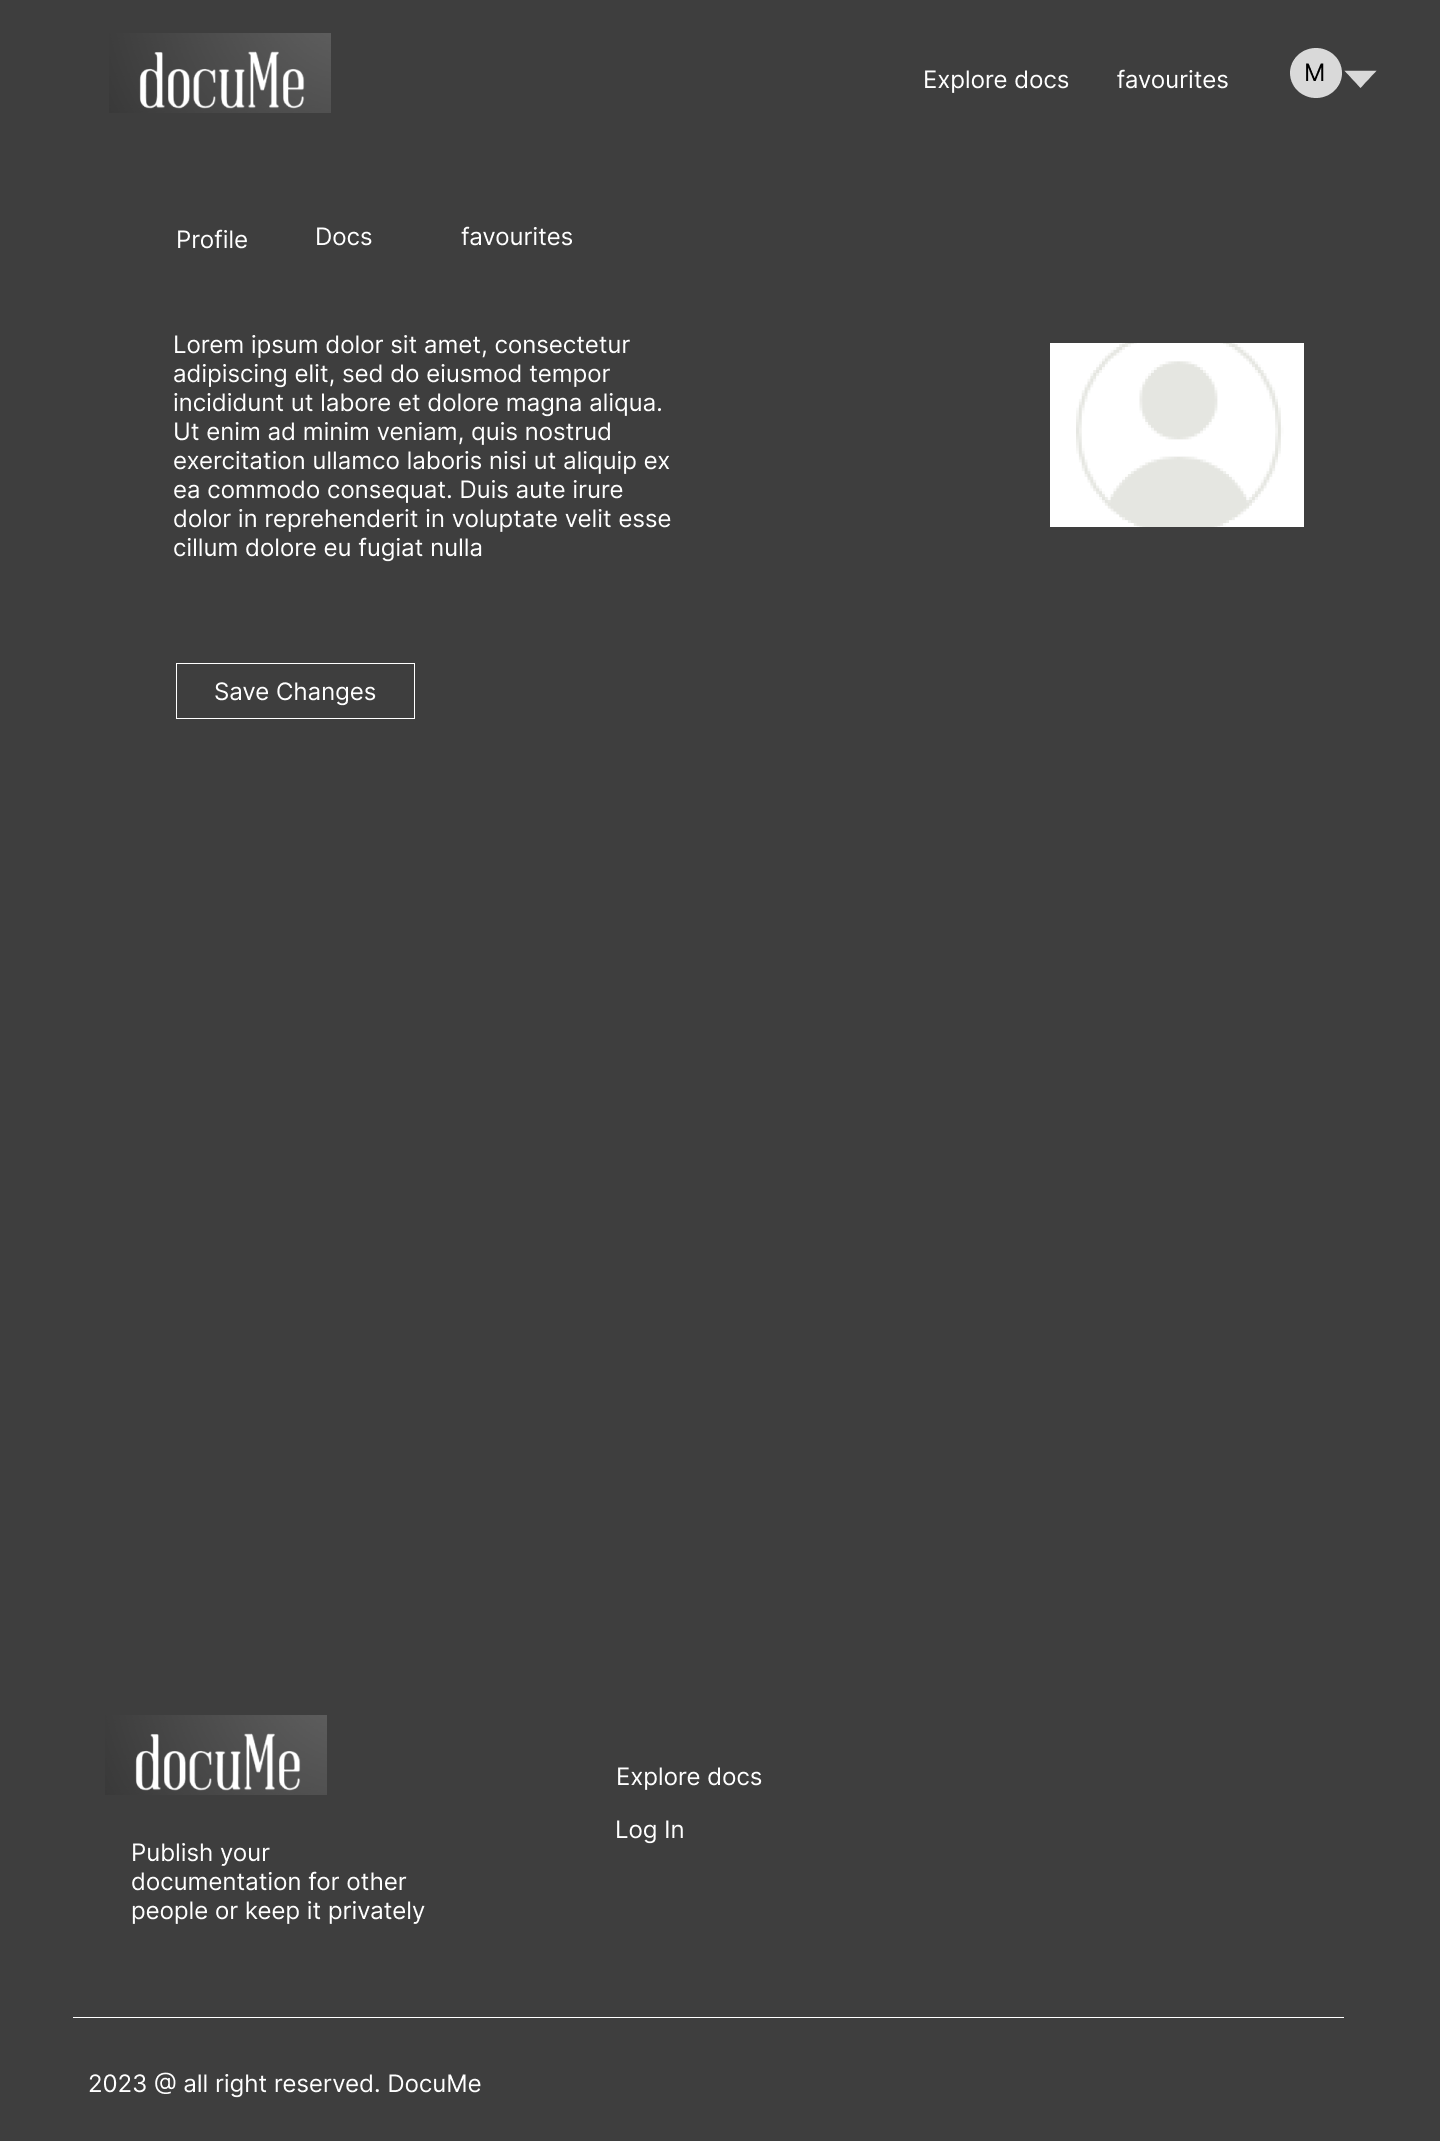 docuMe
Explore docs
favourites
M
Profile
Docs
favourites
Lorem ipsum dolor sit amet, consectetur
adipiscing elit, sed do eiusmod tempor
incididunt ut labore et dolore magna aliqua.
Ut enim ad minim veniam, quis nostrud
exercitation ullamco laboris nisi ut aliquip ex
ea commodo consequat. Duis aute irure
dolor in reprehenderit in voluptate velit esse
cillum dolore eu fugiat nulla
Save Changes
docuMe
Publish your
documentation for other
people or keep it privately
Explore docs
Log In
2023 @ all right reserved. DocuMe